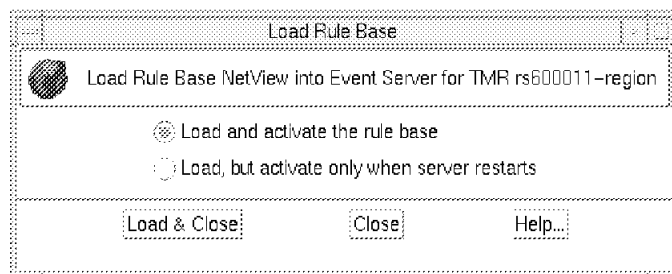 Load Rule Base
Load Rule Base NetView into Event Server for TMR rs600011-region
Load and activate the rule base
Load, but activate only when server restarts
Load & Close
Close
Help...